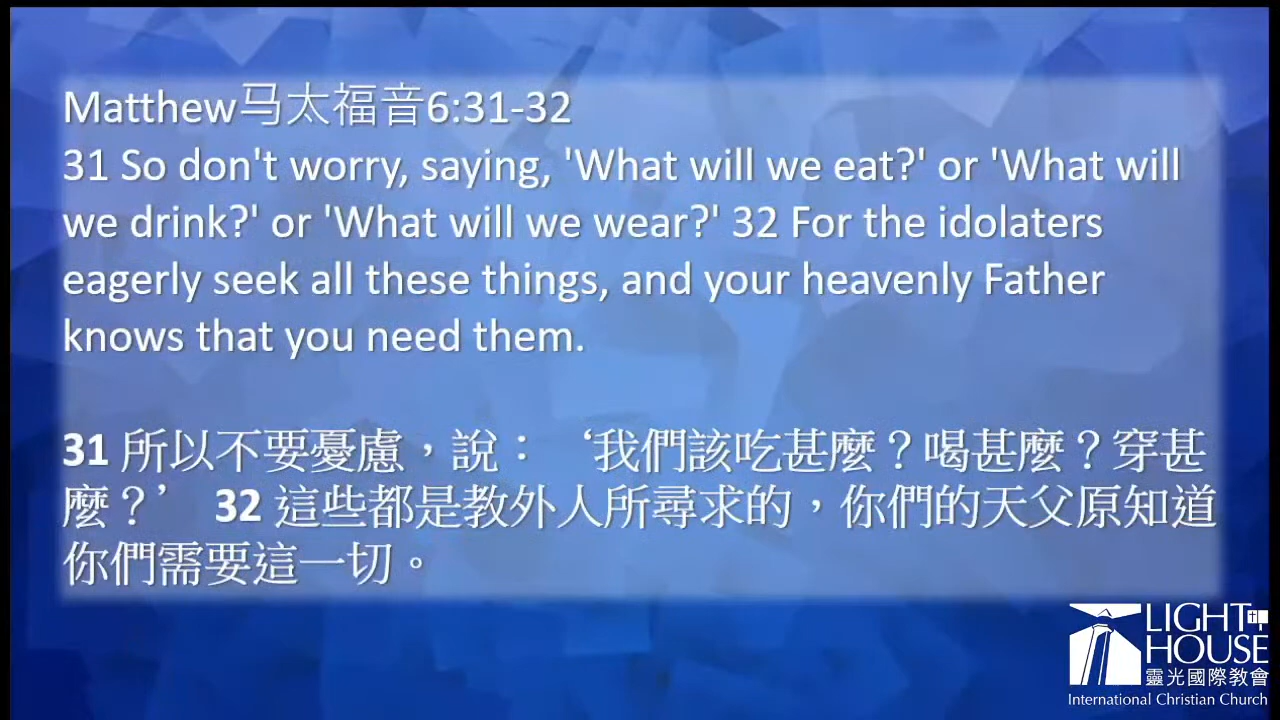 Matthew马太福音6:31-32
31 So don't worry, saying, 'What will we eat?' or 'What will
we drink?' or 'What will we wear?' 32 For the idolaters
eagerly seek all these things, and your heavenly Father
knows that you need them.
31 所以不要憂慮，說：‘我們該吃甚麼？喝甚麼？穿甚
麼？’ 32 這些都是教外人所尋求的，你們的天父原知道
你們需要這一切。
LIGHT
HOUSE
靈光國際教會
International Christian Church